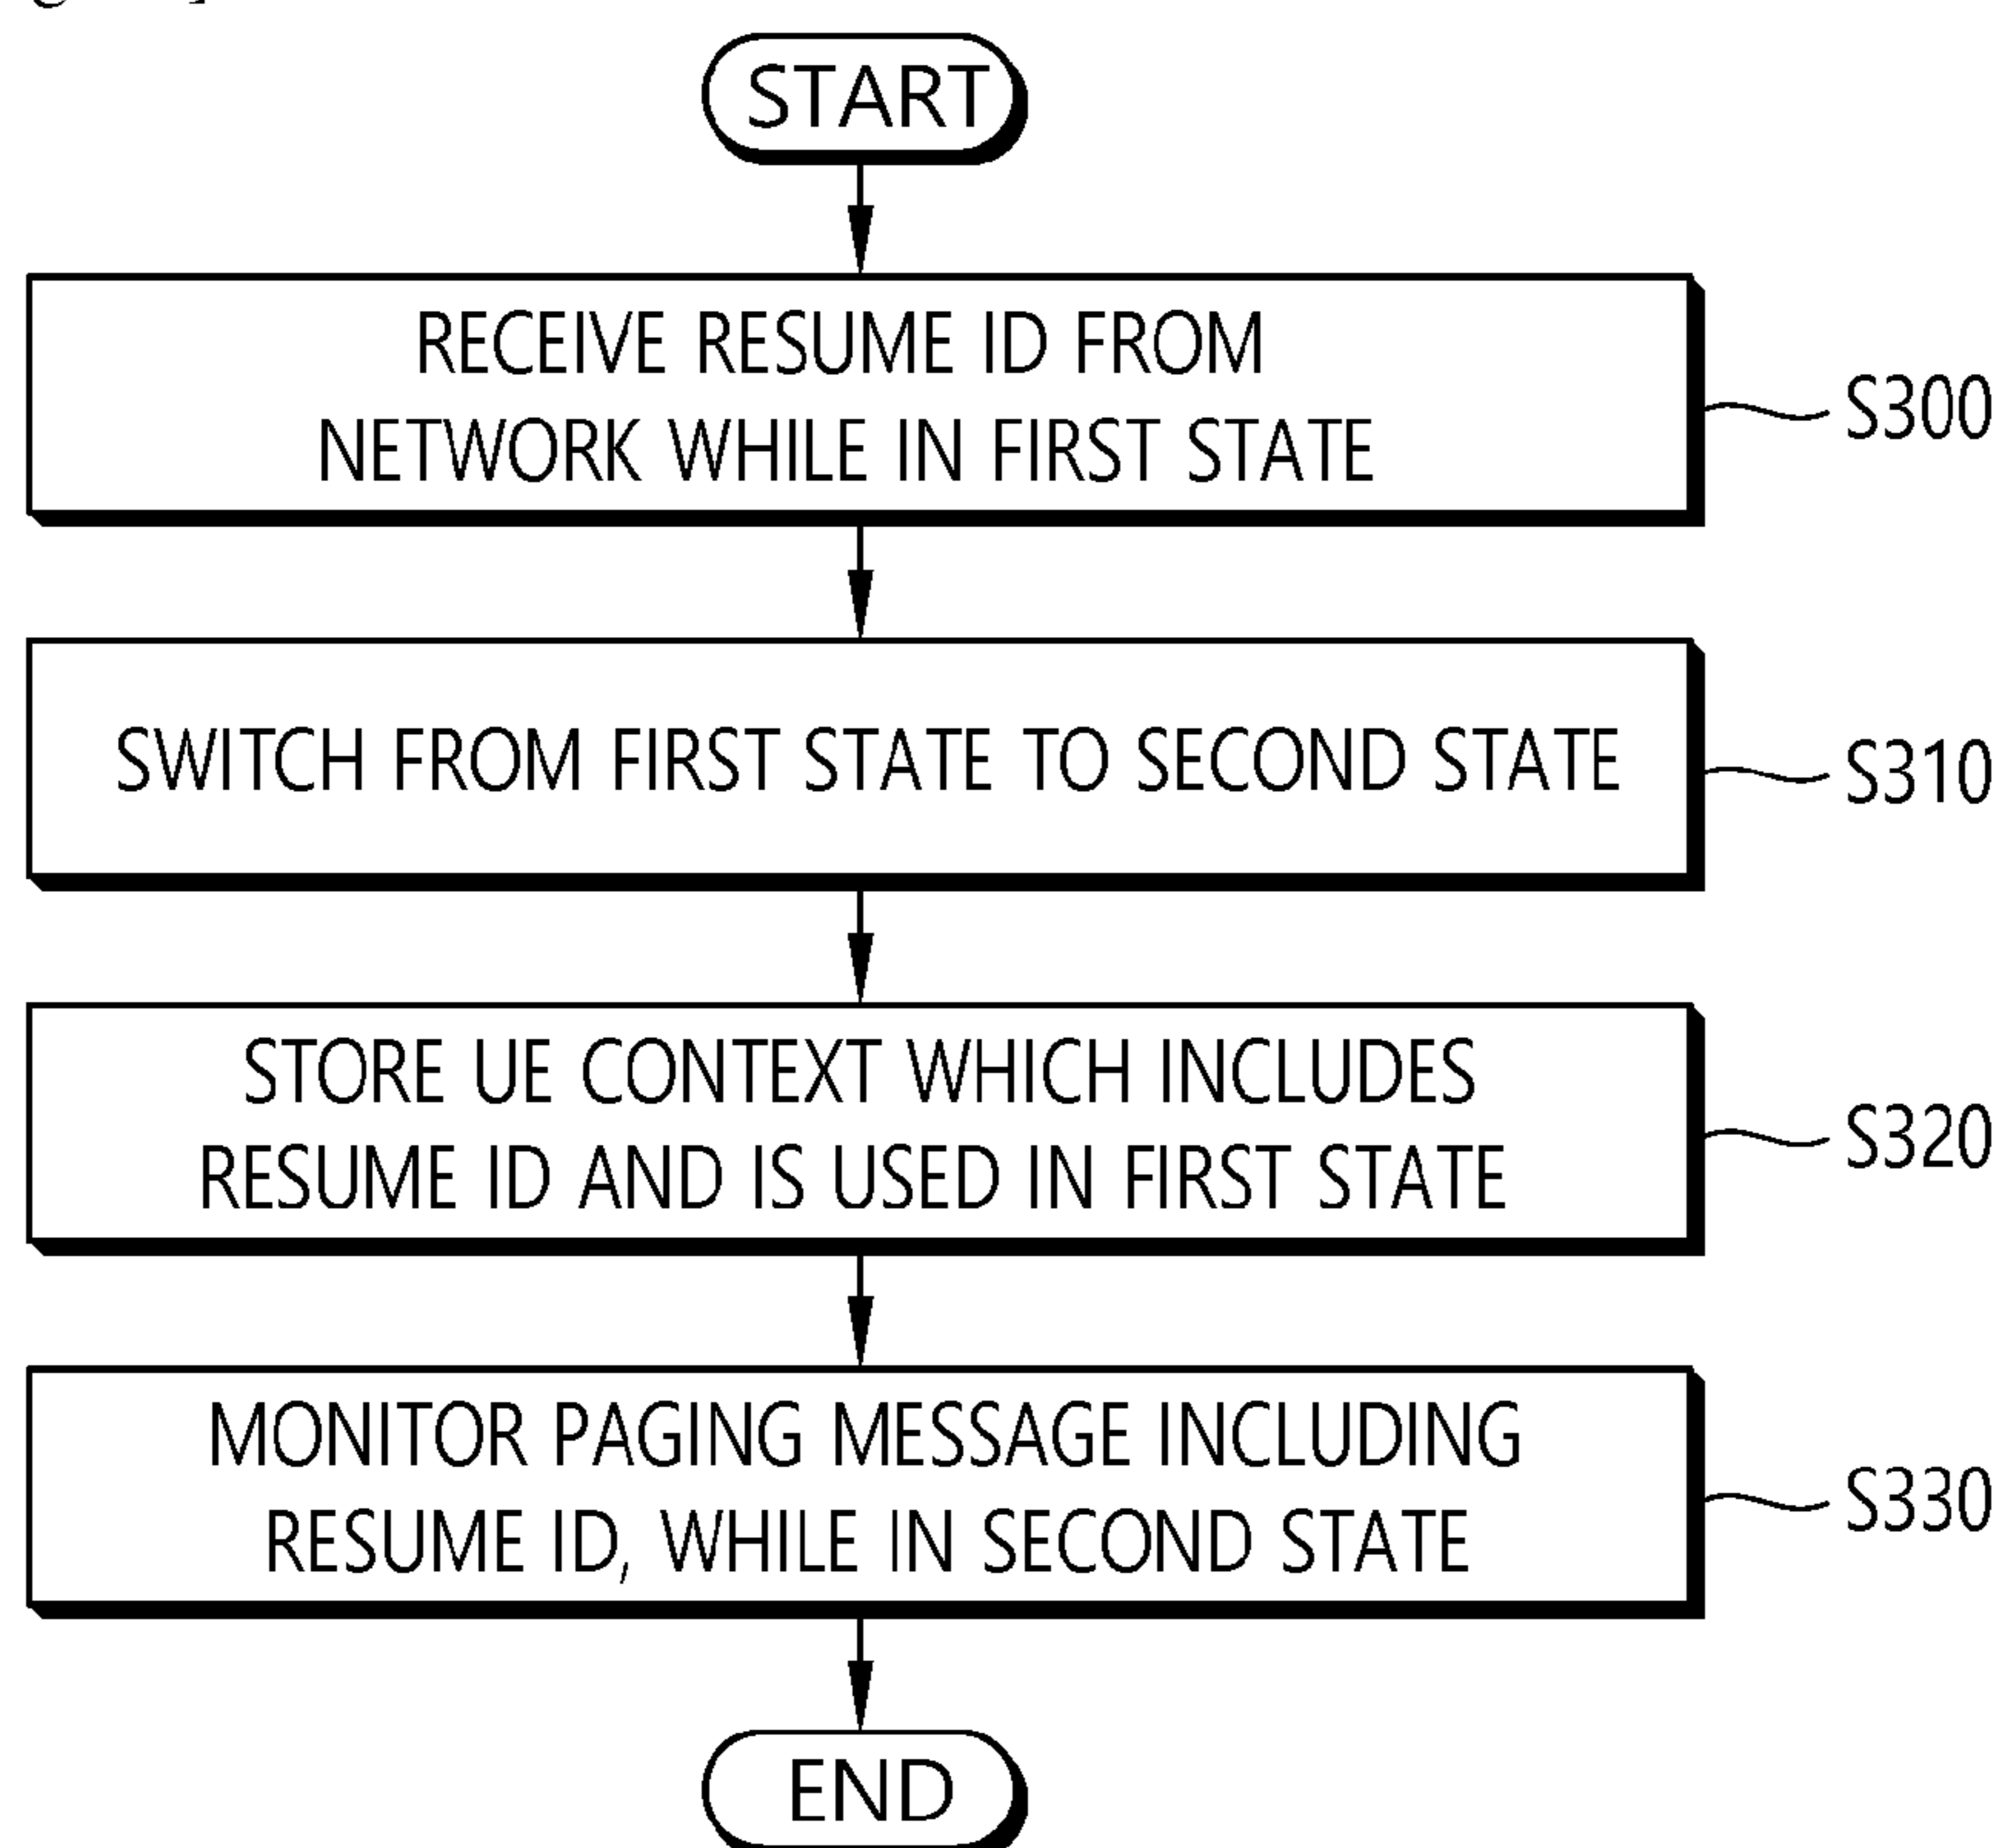 START
RECEIVE RESUME ID FROM
NETWORK WHILE IN FIRST STATE
S300
SWITCH FROM FIRST STATE TO SECOND STATE
S310
STORE UE CONTEXT WHICH INCLUDES
RESUME ID AND IS USED IN FIRST STATE
S320
MONITOR PAGING MESSAGE INCLUDING
RESUME ID, WHILE IN SECOND STATE
S330
END